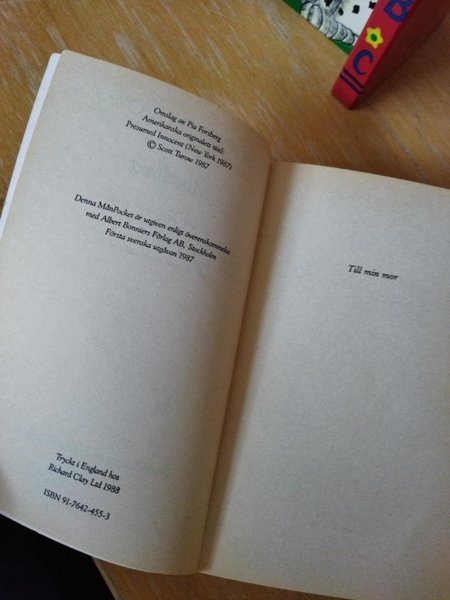 Omslag av Pia Forsberg
Amerikanska originalets titel:
Presumed Innocent (New York 1987)
© Scott Turow 1987
Denna MånPocket är utgiven enligt överenskommelse
med Albert Bonniers Förlag AB, Stockholm
Första svenska utgåvan 1987
Tryckt i England hos
Richard Clay Ltd 1988
ISBN 91-7642-455-3
Till min mor
B
C